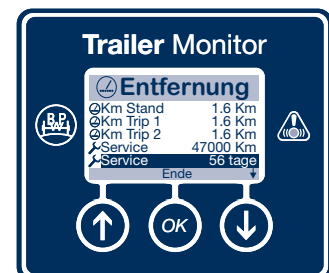 Trailer Monitor
Entfernung
Km Stand 1.6 Km
Km Trip 1 1.6 Km
Km Trip 2 1.6 Km
Service 47000 Km
Service 56 tage
Ende
BPW
OK